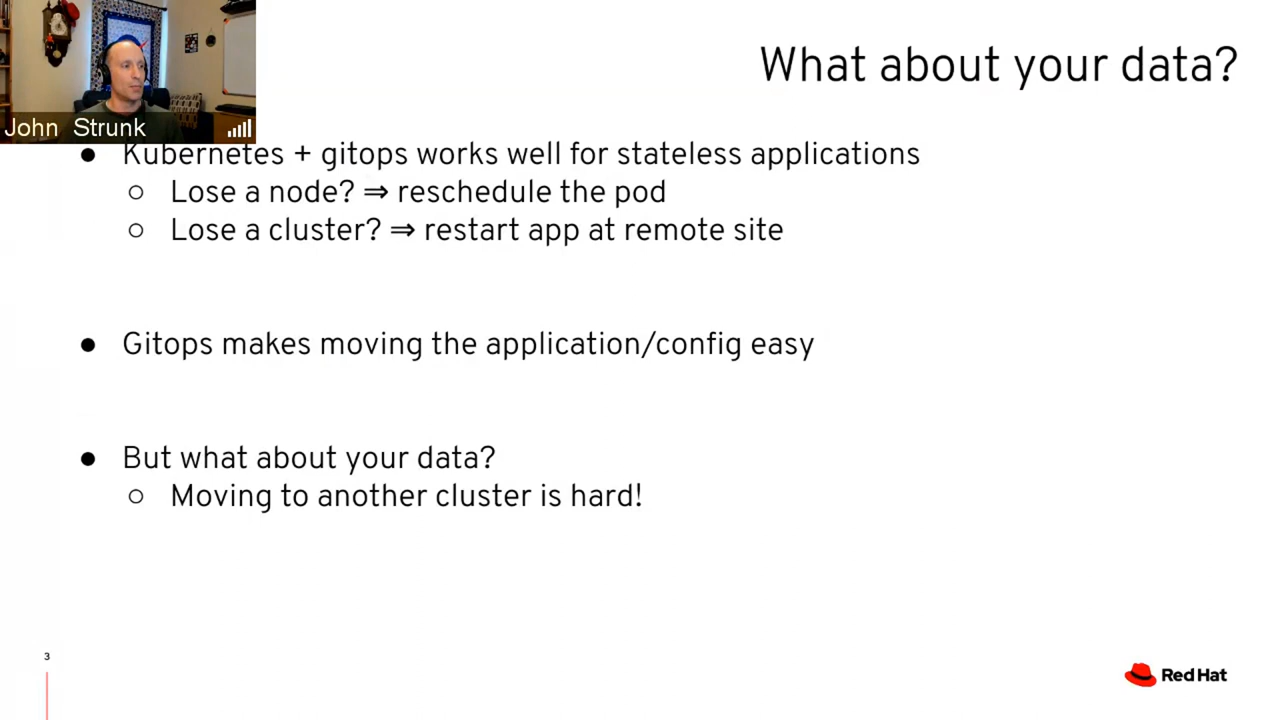 What about your data?
John Strunk
● Kubernetes + gitops works well for stateless applications
○ Lose a node? ⇒ reschedule the pod
○ Lose a cluster? ⇒ restart app at remote site
● Gitops makes moving the application/config easy
● But what about your data?
○ Moving to another cluster is hard!
3
Red Hat